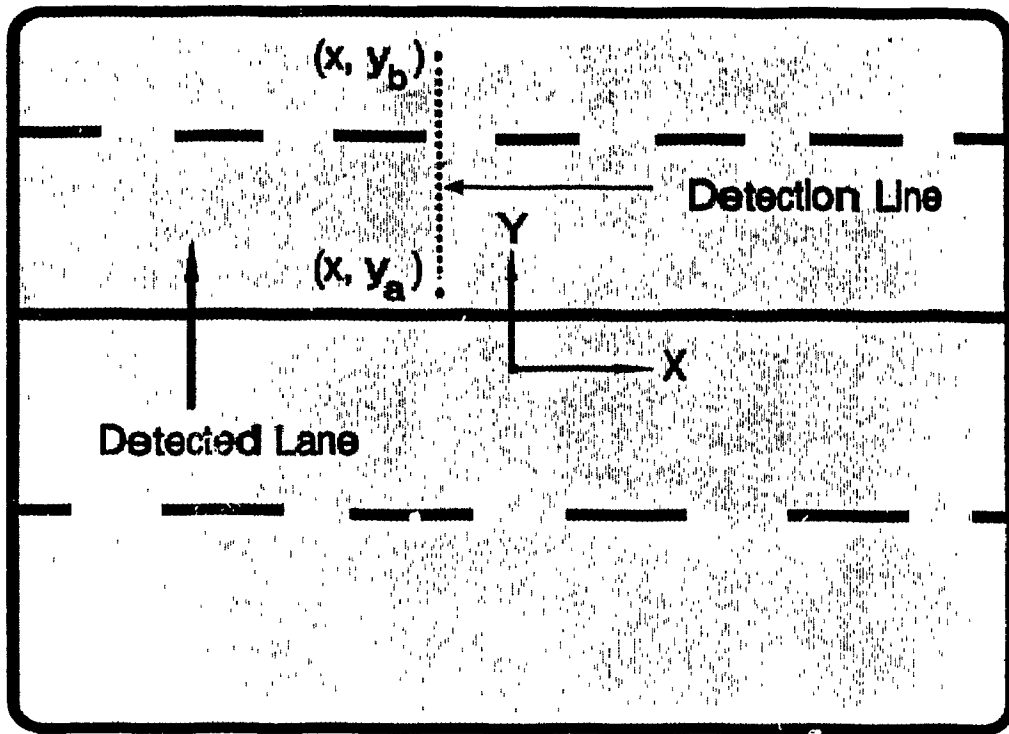 (x, y_b)
Detection Line
Y
(x, y_a)
X
Detected Lane